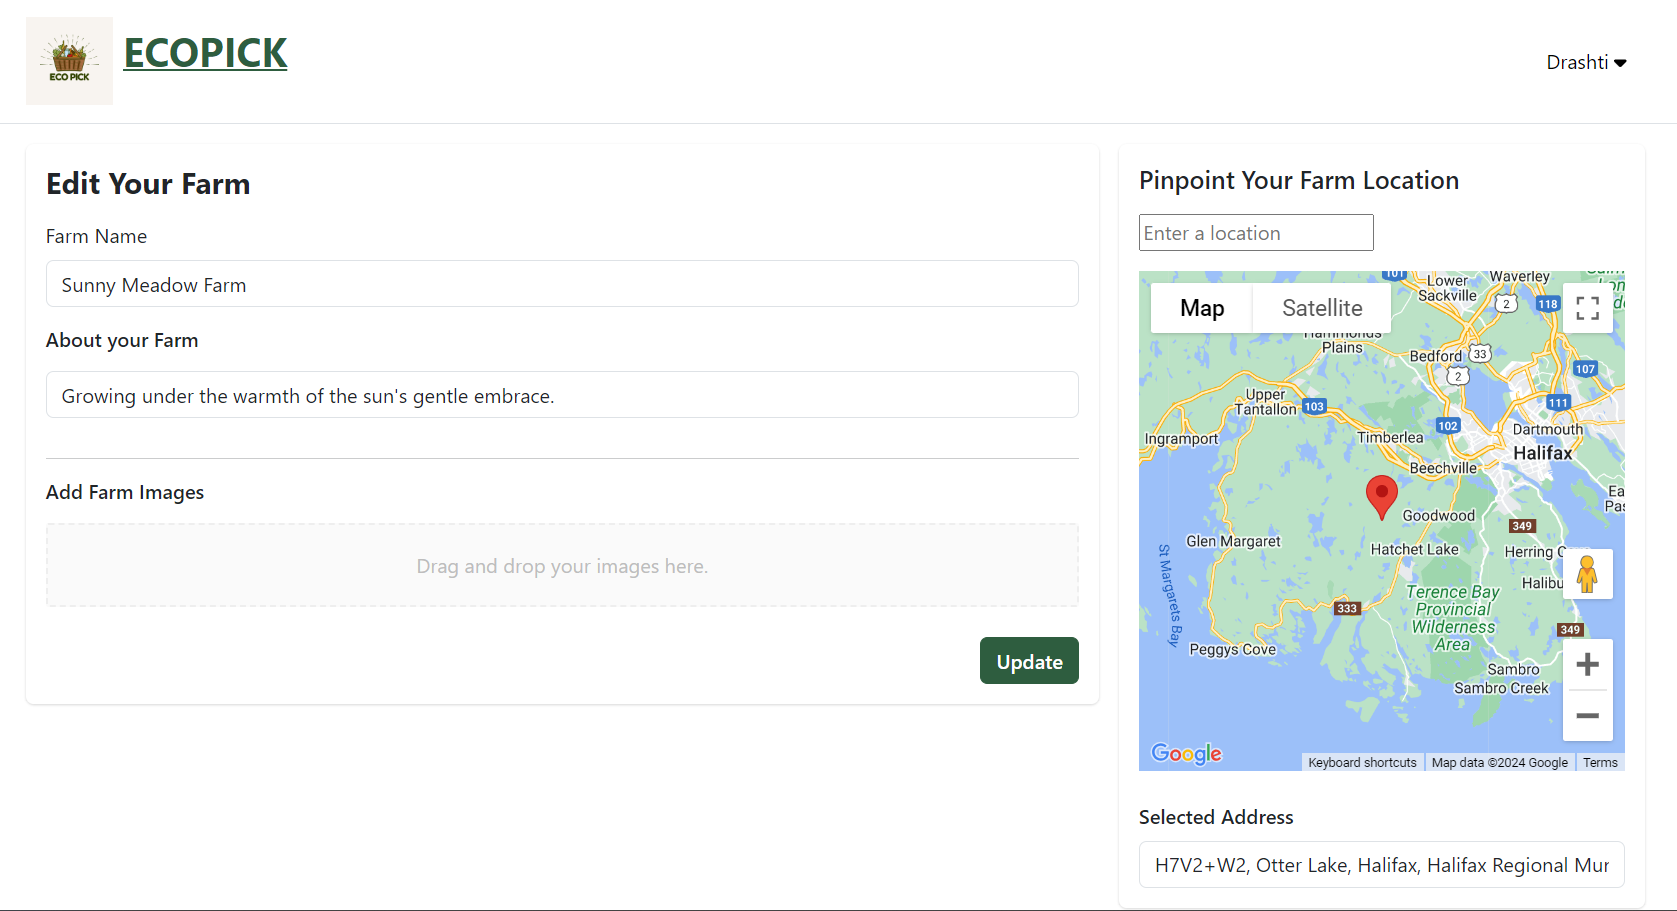 ECO PICK
ECOPICK
Drashti
Edit Your Farm
Farm Name
Sunny Meadow Farm
About your Farm
Growing under the warmth of the sun's gentle embrace.
Add Farm Images
Drag and drop your images here.
Update
Pinpoint Your Farm Location
Enter a location
Map
Satellite
101
Lower
Sackville
Waverley
2
118
Hammonds
Plains
Bedford
33
2
107
Upper
Tantallon
103
111
102
Dartmouth
Ingramport
Timberlea
Halifax
Beechville
Goodwood
349
Glen Margaret
Hatchet Lake
Herring
St Margarets Bay
Terence Bay
Provincial
Wilderness
Area
333
349
Peggys Cove
Sambro
Sambro Creek
Google
Keyboard shortcuts
Map data ©2024 Google
Terms
Selected Address
H7V2+W2, Otter Lake, Halifax, Halifax Regional Mur